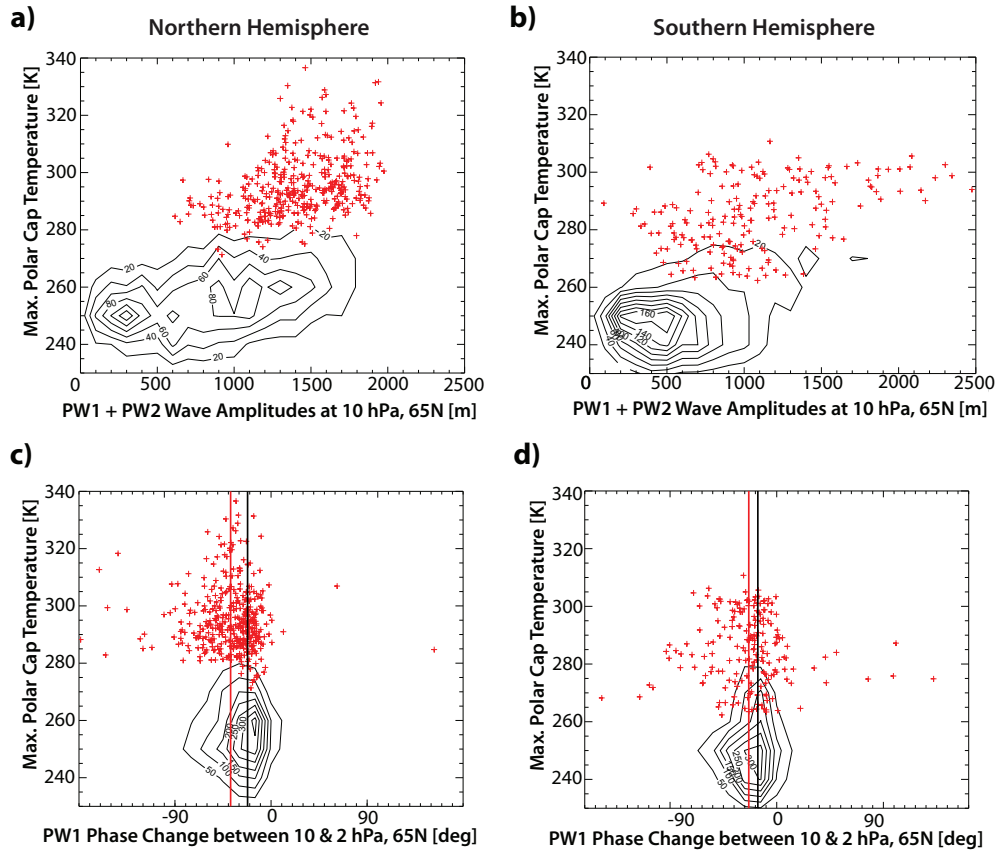 a)
Northern Hemisphere
b)
Southern Hemisphere
Max. Polar Cap Temperature [K]
340
320
300
280
260
240
20
20
40
60
80
80
60
40
20
0 500 1000 1500 2000 2500
PW1 + PW2 Wave Amplitudes at 10 hPa, 65N [m]
Max. Polar Cap Temperature [K]
340
320
300
280
260
240
20
160
140
120
0 500 1000 1500 2000 2500
PW1 + PW2 Wave Amplitudes at 10 hPa, 65N [m]
c)
d)
Max. Polar Cap Temperature [K]
340
320
300
280
260
240
200
250
300
100
50
50
-90 0 90
PW1 Phase Change between 10 & 2 hPa, 65N [deg]
Max. Polar Cap Temperature [K]
340
320
300
280
260
240
250
300
50
-90 0 90
PW1 Phase Change between 10 & 2 hPa, 65N [deg]